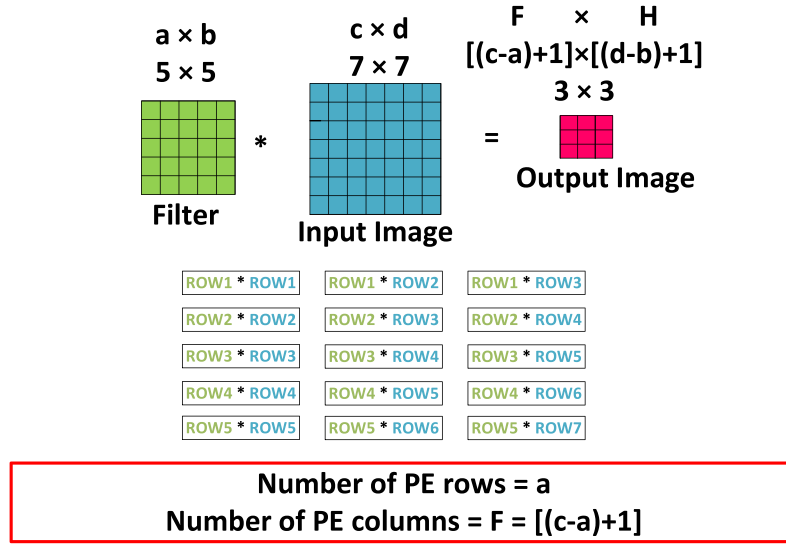 a × b
5 × 5
Filter
*
c × d
7 × 7
Input Image
=
F × H
[(c-a)+1]×[(d-b)+1]
3 × 3
Output Image
ROW1 * ROW1 ROW1 * ROW2 ROW1 * ROW3
ROW2 * ROW2 ROW2 * ROW3 ROW2 * ROW4
ROW3 * ROW3 ROW3 * ROW4 ROW3 * ROW5
ROW4 * ROW4 ROW4 * ROW5 ROW4 * ROW6
ROW5 * ROW5 ROW5 * ROW6 ROW5 * ROW7
Number of PE rows = a
Number of PE columns = F = [(c-a)+1]